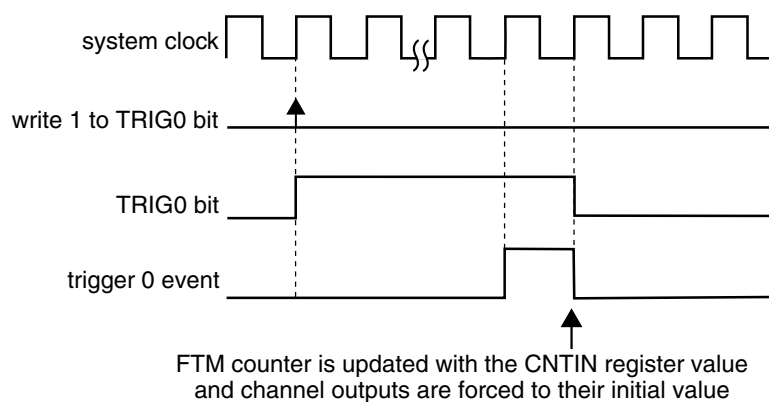 system clock
write 1 to TRIG0 bit
TRIG0 bit
trigger 0 event
FTM counter is updated with the CNTIN register value
and channel outputs are forced to their initial value